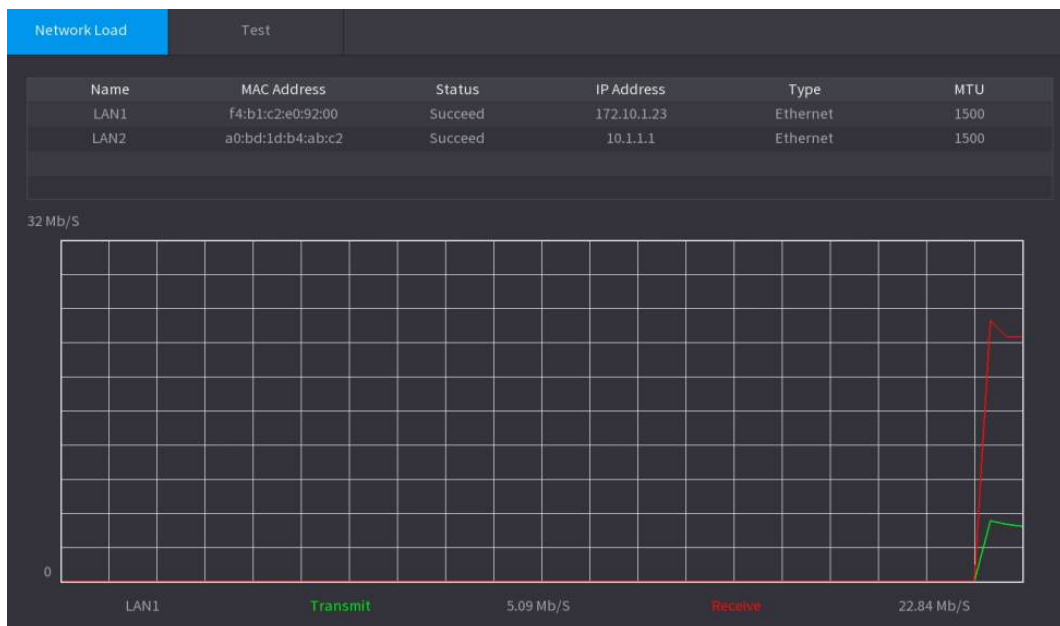 Network Load Test
Name MAC Address Status IP Address Type MTU
LAN1 f4:b1:c2:e0:92:00 Succeed 172.10.1.23 Ethernet 1500
LAN2 a0:bd:1d:b4:ab:c2 Succeed 10.1.1.1 Ethernet 1500
32 Mb/S
0
LAN1 Transmit 5.09 Mb/S Receive 22.84 Mb/S